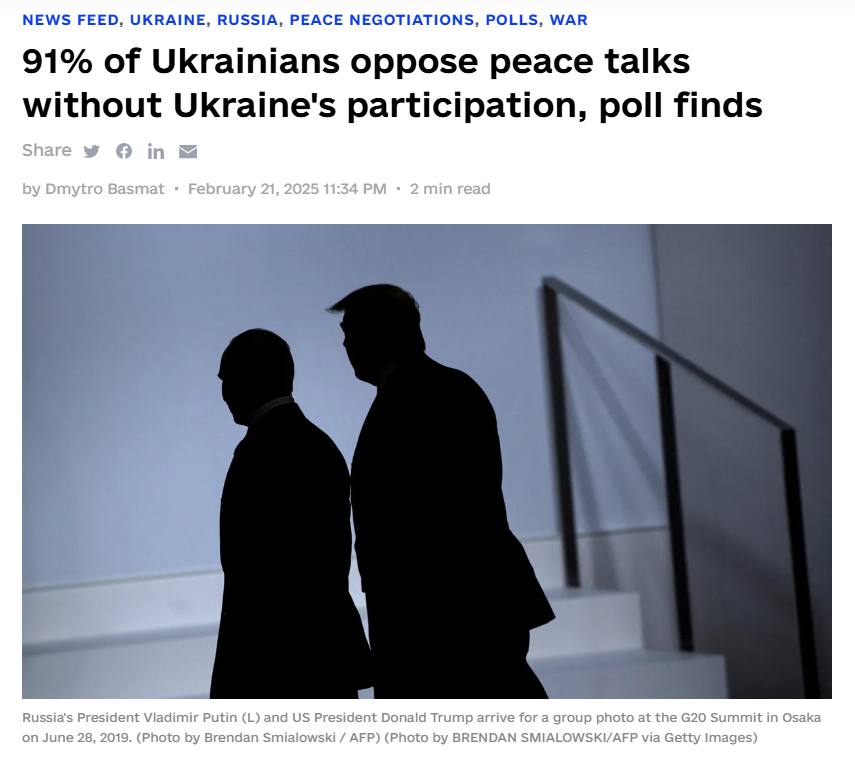 NEWS FEED, UKRAINE, RUSSIA, PEACE NEGOTIATIONS, POLLS, WAR
91% of Ukrainians oppose peace talks
without Ukraine's participation, poll finds
Share
by Dmytro Basmat · February 21, 2025 11:34 PM · 2 min read
Russia's President Vladimir Putin (L) and US President Donald Trump arrive for a group photo at the G20 Summit in Osaka
on June 28, 2019. (Photo by Brendan Smialowski / AFP) (Photo by BRENDAN SMIALOWSKI/AFP via Getty Images)